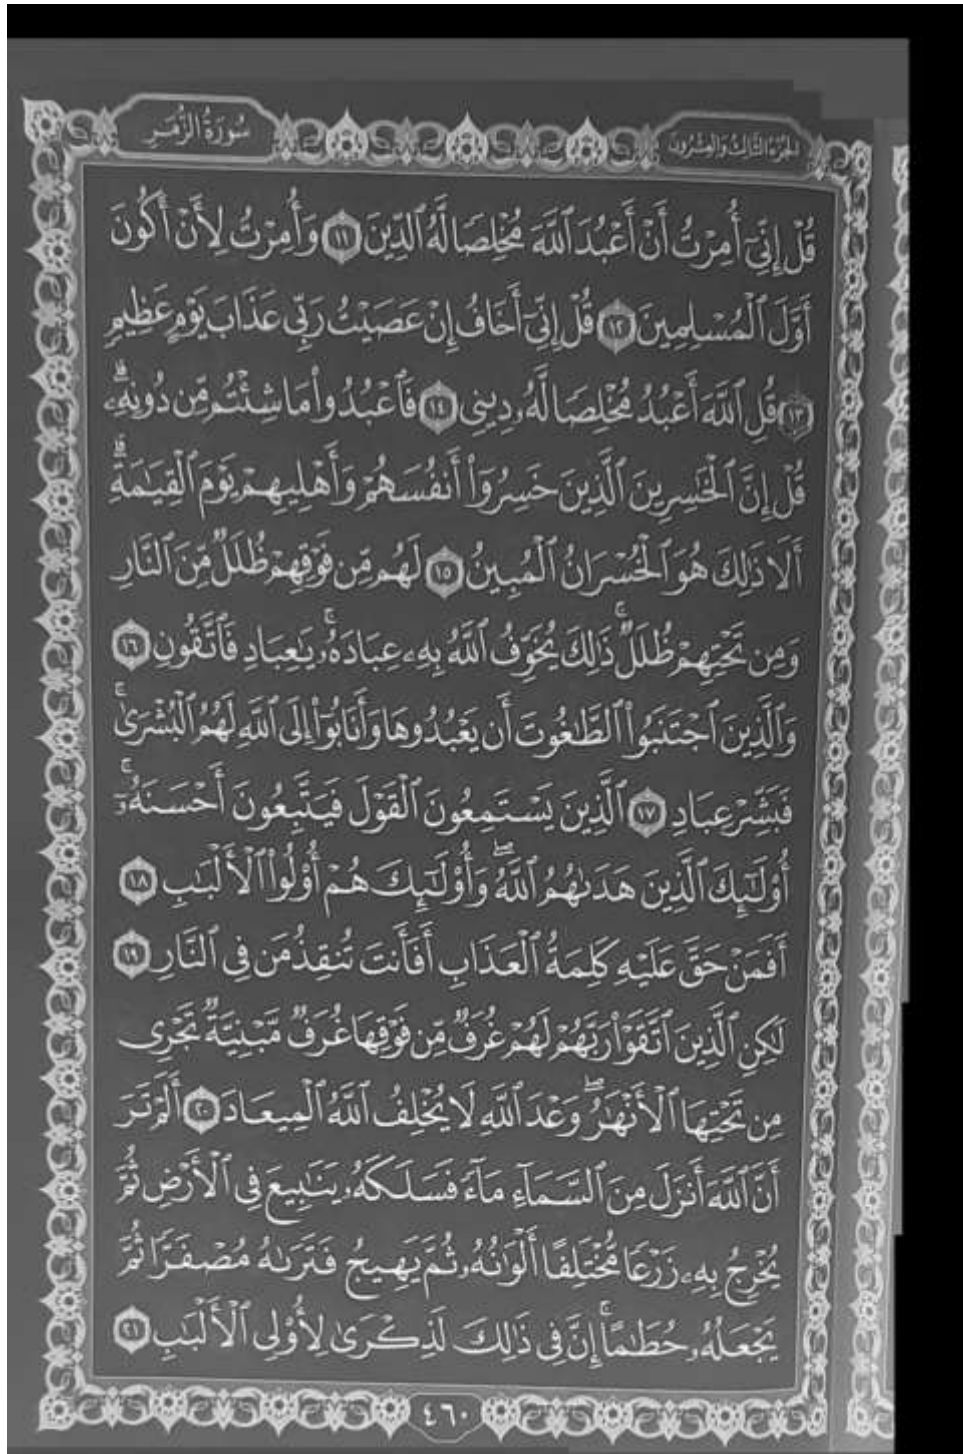 الجزء الثالث والعشرون
سُورَةُ الزُّمَرِ
قُلْ إِنِّيٓ أُمِرْتُ أَنْ أَعْبُدَ ٱللَّهَ مُخْلِصًا لَّهُ ٱلدِّينَ ١١ وَأُمِرْتُ لِأَنْ أَكُونَ
أَوَّلَ ٱلْمُسْلِمِينَ ١٢ قُلْ إِنِّيٓ أَخَافُ إِنْ عَصَيْتُ رَبِّي عَذَابَ يَوْمٍ عَظِيمٍ
١٣ قُلِ ٱللَّهَ أَعْبُدُ مُخْلِصًا لَّهُۥ دِينِي ١٤ فَٱعْبُدُوا۟ مَا شِئْتُم مِّن دُونِهِۦۗ
قُلْ إِنَّ ٱلْخَٰسِرِينَ ٱلَّذِينَ خَسِرُوٓا۟ أَنفُسَهُمْ وَأَهْلِيهِمْ يَوْمَ ٱلْقِيَٰمَةِۗ
أَلَا ذَٰلِكَ هُوَ ٱلْخُسْرَانُ ٱلْمُبِينُ ١٥ لَهُم مِّن فَوْقِهِمْ ظُلَلٌ مِّنَ ٱلنَّارِ
وَمِن تَحْتِهِمْ ظُلَلٌۚ ذَٰلِكَ يُخَوِّفُ ٱللَّهُ بِهِۦ عِبَادَهُۥۚ يَٰعِبَادِ فَٱتَّقُونِ ١٦
وَٱلَّذِينَ ٱجْتَنَبُوا۟ ٱلطَّٰغُوتَ أَن يَعْبُدُوهَا وَأَنَابُوٓا۟ إِلَى ٱللَّهِ لَهُمُ ٱلْبُشْرَىٰۚ
فَبَشِّرْ عِبَادِ ١٧ ٱلَّذِينَ يَسْتَمِعُونَ ٱلْقَوْلَ فَيَتَّبِعُونَ أَحْسَنَهُۥٓۚ
أُو۟لَٰٓئِكَ ٱلَّذِينَ هَدَىٰهُمُ ٱللَّهُۖ وَأُو۟لَٰٓئِكَ هُمْ أُو۟لُوا۟ ٱلْأَلْبَٰبِ ١٨
أَفَمَنْ حَقَّ عَلَيْهِ كَلِمَةُ ٱلْعَذَابِ أَفَأَنتَ تُنقِذُ مَن فِي ٱلنَّارِ ١٩
لَٰكِنِ ٱلَّذِينَ ٱتَّقَوْا۟ رَبَّهُمْ لَهُمْ غُرَفٌ مِّن فَوْقِهَا غُرَفٌ مَّبْنِيَّةٌ تَجْرِي
مِن تَحْتِهَا ٱلْأَنْهَٰرُۖ وَعْدَ ٱللَّهِ لَا يُخْلِفُ ٱللَّهُ ٱلْمِيعَادَ ٢٠ أَلَمْ تَرَ
أَنَّ ٱللَّهَ أَنزَلَ مِنَ ٱلسَّمَآءِ مَآءً فَسَلَكَهُۥ يَنَٰبِيعَ فِي ٱلْأَرْضِ ثُمَّ
يُخْرِجُ بِهِۦ زَرْعًا مُّخْتَلِفًا أَلْوَٰنُهُۥ ثُمَّ يَهِيجُ فَتَرَىٰهُ مُصْفَرًّا ثُمَّ
يَجْعَلُهُۥ حُطَٰمًاۚ إِنَّ فِي ذَٰلِكَ لَذِكْرَىٰ لِأُو۟لِي ٱلْأَلْبَٰبِ ٢١
٤٦٠